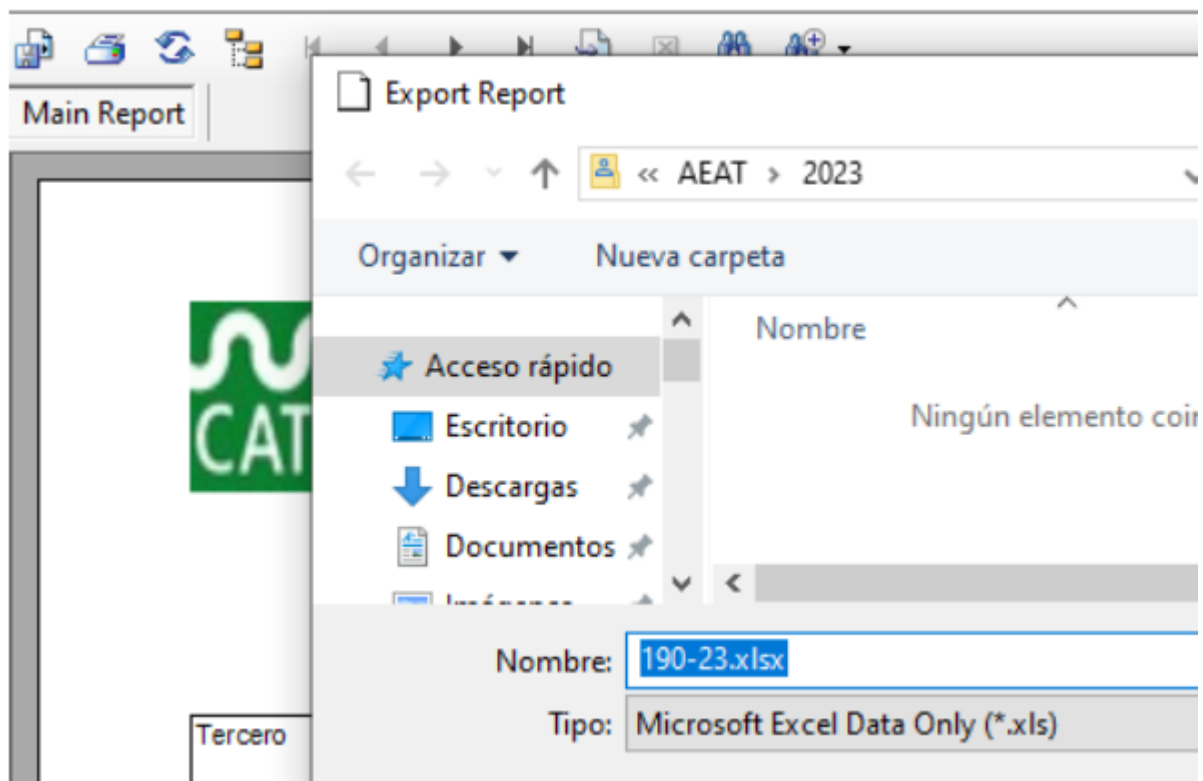 Main Report
Export Report
« AEAT > 2023
Organizar
Nueva carpeta
Nombre
Acceso rápido
Ningún elemento
Escritorio
Descargas
Documentos
CAT
Nombre: 190-23.xlsx
Tipo: Microsoft Excel Data Only (*.xls)
Tercero